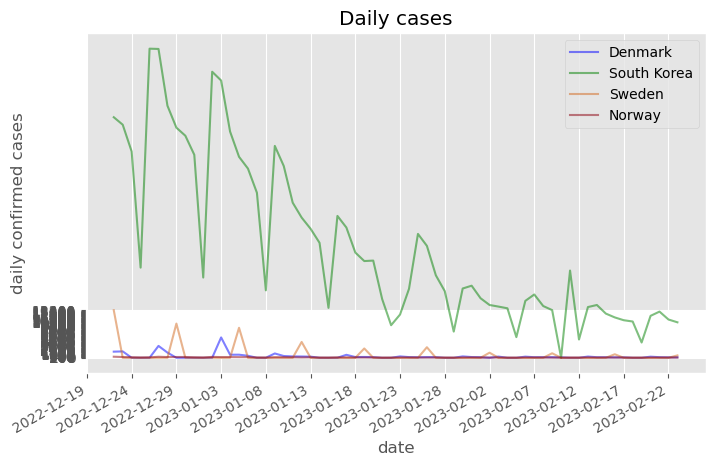 Daily cases
Denmark
South Korea
Sweden
Norway
daily confirmed cases
2022-12-19
2022-12-24
2022-12-29
2023-01-03
2023-01-08
2023-01-13
2023-01-18
2023-01-23
2023-01-28
2023-02-02
2023-02-07
2023-02-12
2023-02-17
2023-02-22
date